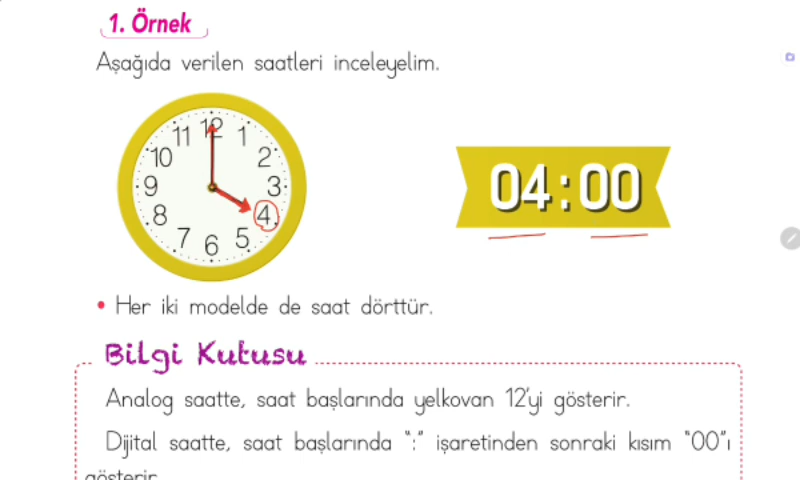 1. Örnek
Aşağıda verilen saatleri inceleyelim.
12
11 1
10 2
9 3
8 4
7 5
6
04:00
• Her iki modelde de saat dörttür.
Bilgi Kutusu
Analog saatte, saat başlarında yelkovan 12'yi gösterir.
Dijital saatte, saat başlarında ":" işaretinden sonraki kısım "00"ı
gösterir.